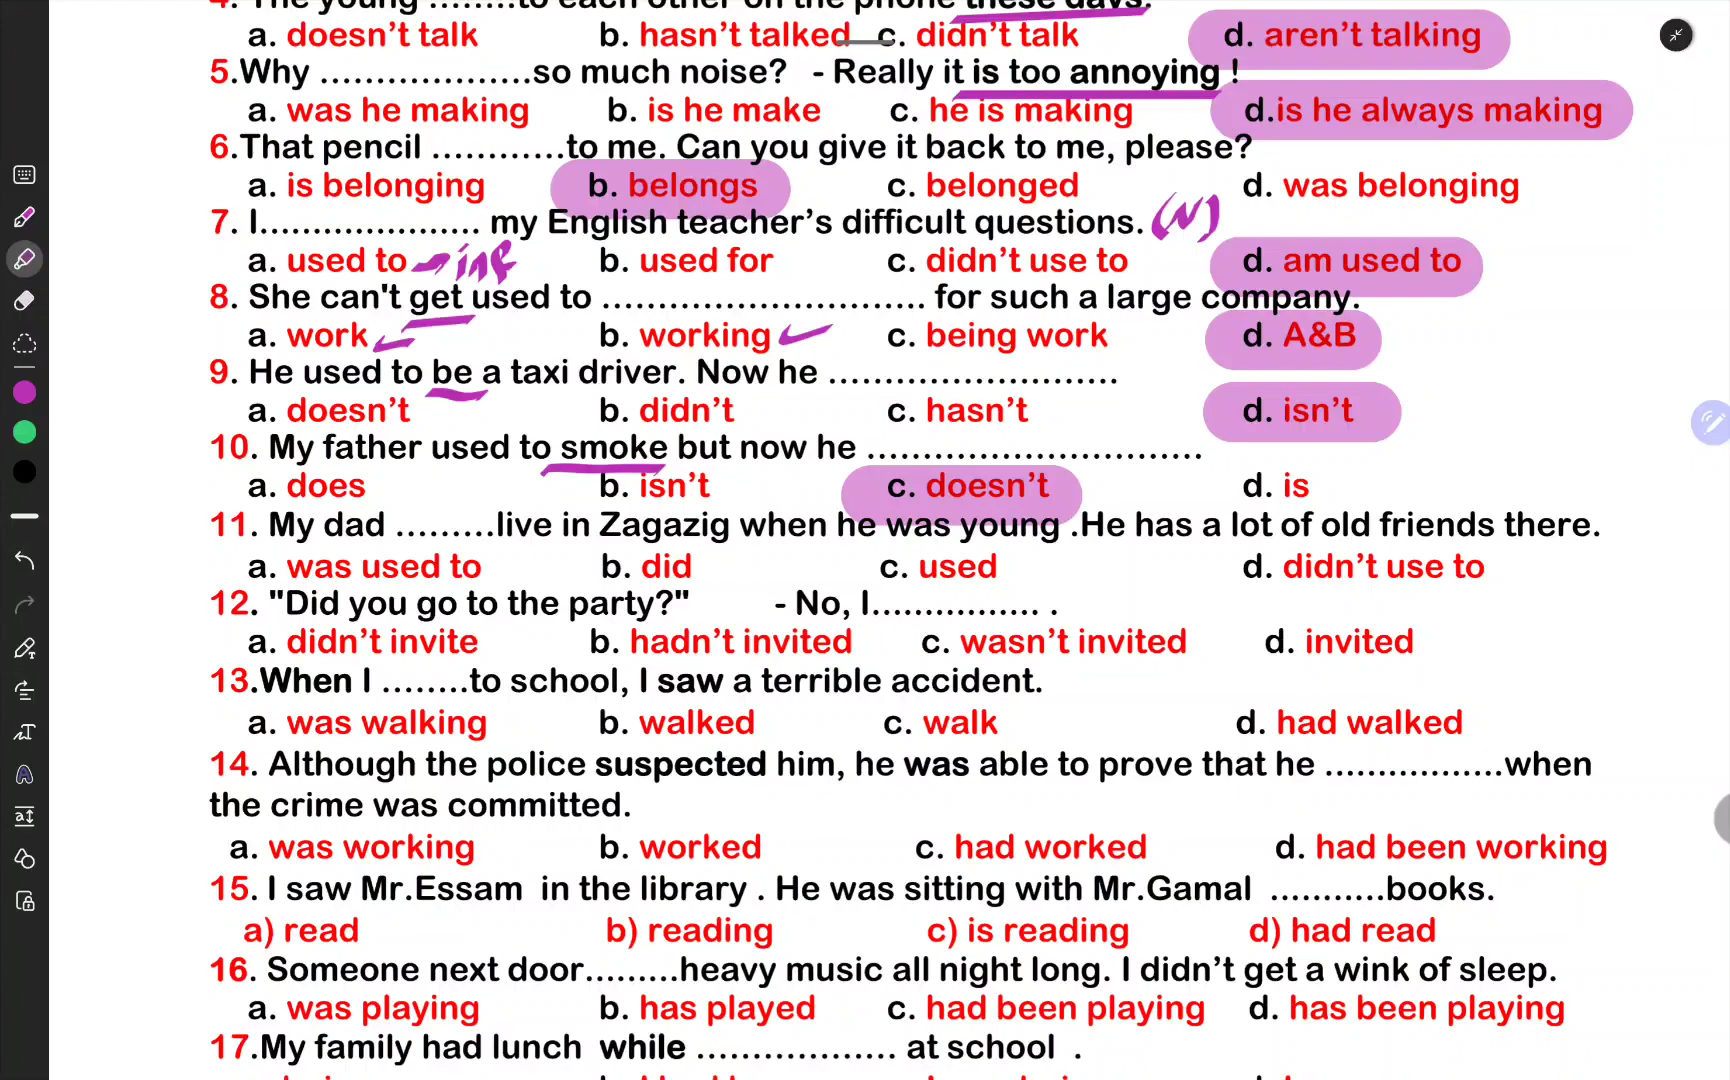 4. The young ........to each other on the phone these days.
a. doesn't talk b. hasn't talked c. didn't talk d. aren't talking
5.Why ...................so much noise? - Really it is too annoying !
a. was he making b. is he make c. he is making d.is he always making
6.That pencil ............to me. Can you give it back to me, please?
a. is belonging b. belongs c. belonged d. was belonging
7. I.................... my English teacher's difficult questions. (N)
a. used to → inf b. used for c. didn't use to d. am used to
8. She can't get used to ............................. for such a large company.
a. work ✓ b. working ✓ c. being work d. A&B
9. He used to be a taxi driver. Now he ..........................
a. doesn't b. didn't c. hasn't d. isn't
10. My father used to smoke but now he ..............................
a. does b. isn't c. doesn't d. is
11. My dad .........live in Zagazig when he was young .He has a lot of old friends there.
a. was used to b. did c. used d. didn't use to
12. "Did you go to the party?" - No, I............... .
a. didn't invite b. hadn't invited c. wasn't invited d. invited
13.When I ........to school, I saw a terrible accident.
a. was walking b. walked c. walk d. had walked
14. Although the police suspected him, he was able to prove that he ................when
the crime was committed.
a. was working b. worked c. had worked d. had been working
15. I saw Mr.Essam in the library . He was sitting with Mr.Gamal ...........books.
a) read b) reading c) is reading d) had read
16. Someone next door.........heavy music all night long. I didn't get a wink of sleep.
a. was playing b. has played c. had been playing d. has been playing
17.My family had lunch while .................. at school .